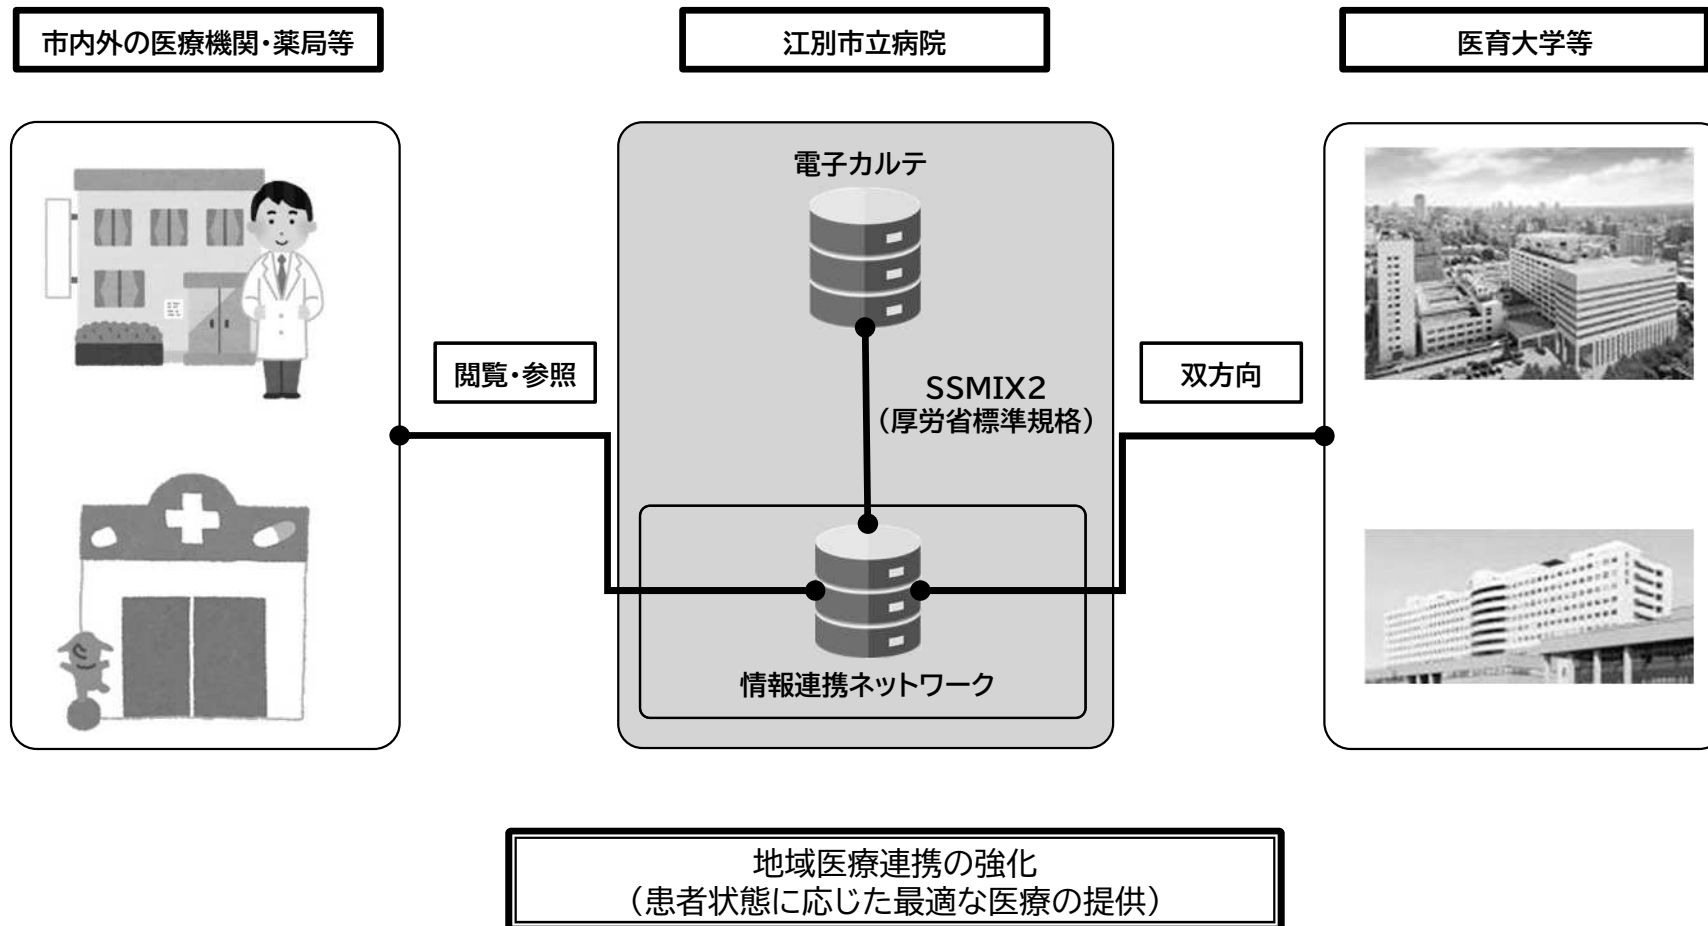 市内外の医療機関・薬局等
江別市立病院
医育大学等
電子カルテ
閲覧・参照
SSMIX2
（厚労省標準規格）
双方向
情報連携ネットワーク
地域医療連携の強化
（患者状態に応じた最適な医療の提供）